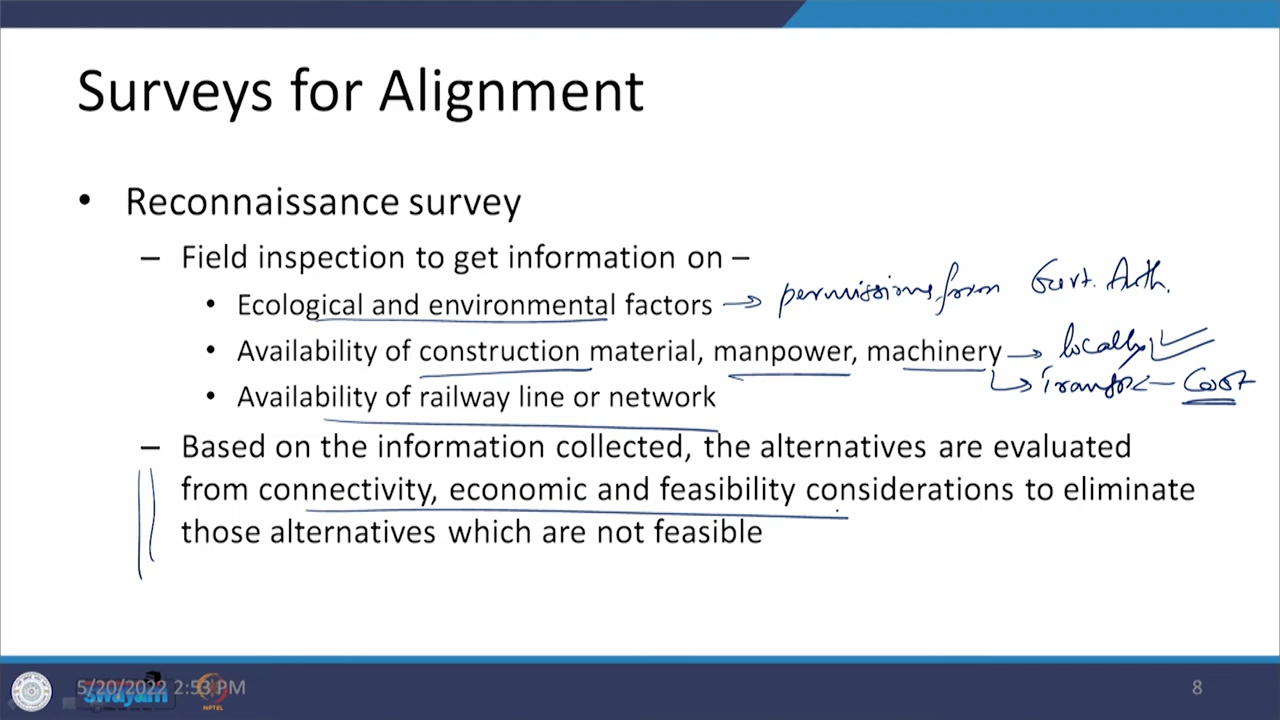 Surveys for Alignment
• Reconnaissance survey
– Field inspection to get information on –
• Ecological and environmental factors → permissions from Govt. Auth.
• Availability of construction material, manpower, machinery → locally
↳ Transfer – Cost
• Availability of railway line or network
– Based on the information collected, the alternatives are evaluated
from connectivity, economic and feasibility considerations to eliminate
those alternatives which are not feasible
5/20/2022 2:53 PM
swayam
NPTEL
8